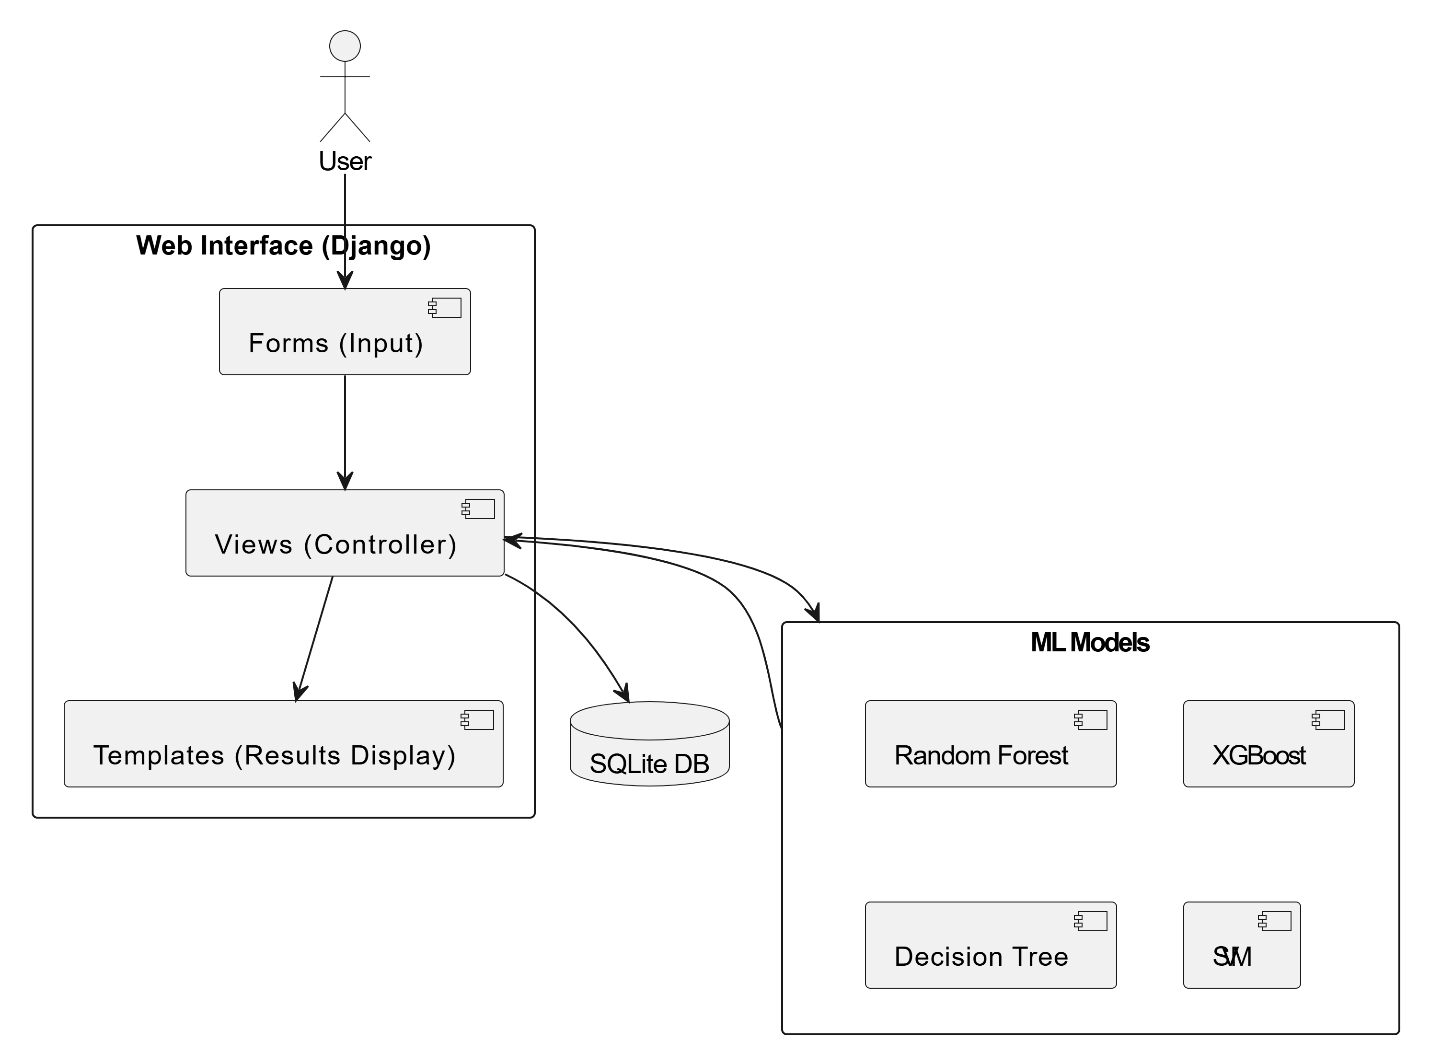 User
Web Interface (Django)
Forms (Input)
Views (Controller)
ML Models
Templates (Results Display)
SQLite DB
Random Forest
XGBoost
Decision Tree
SVM